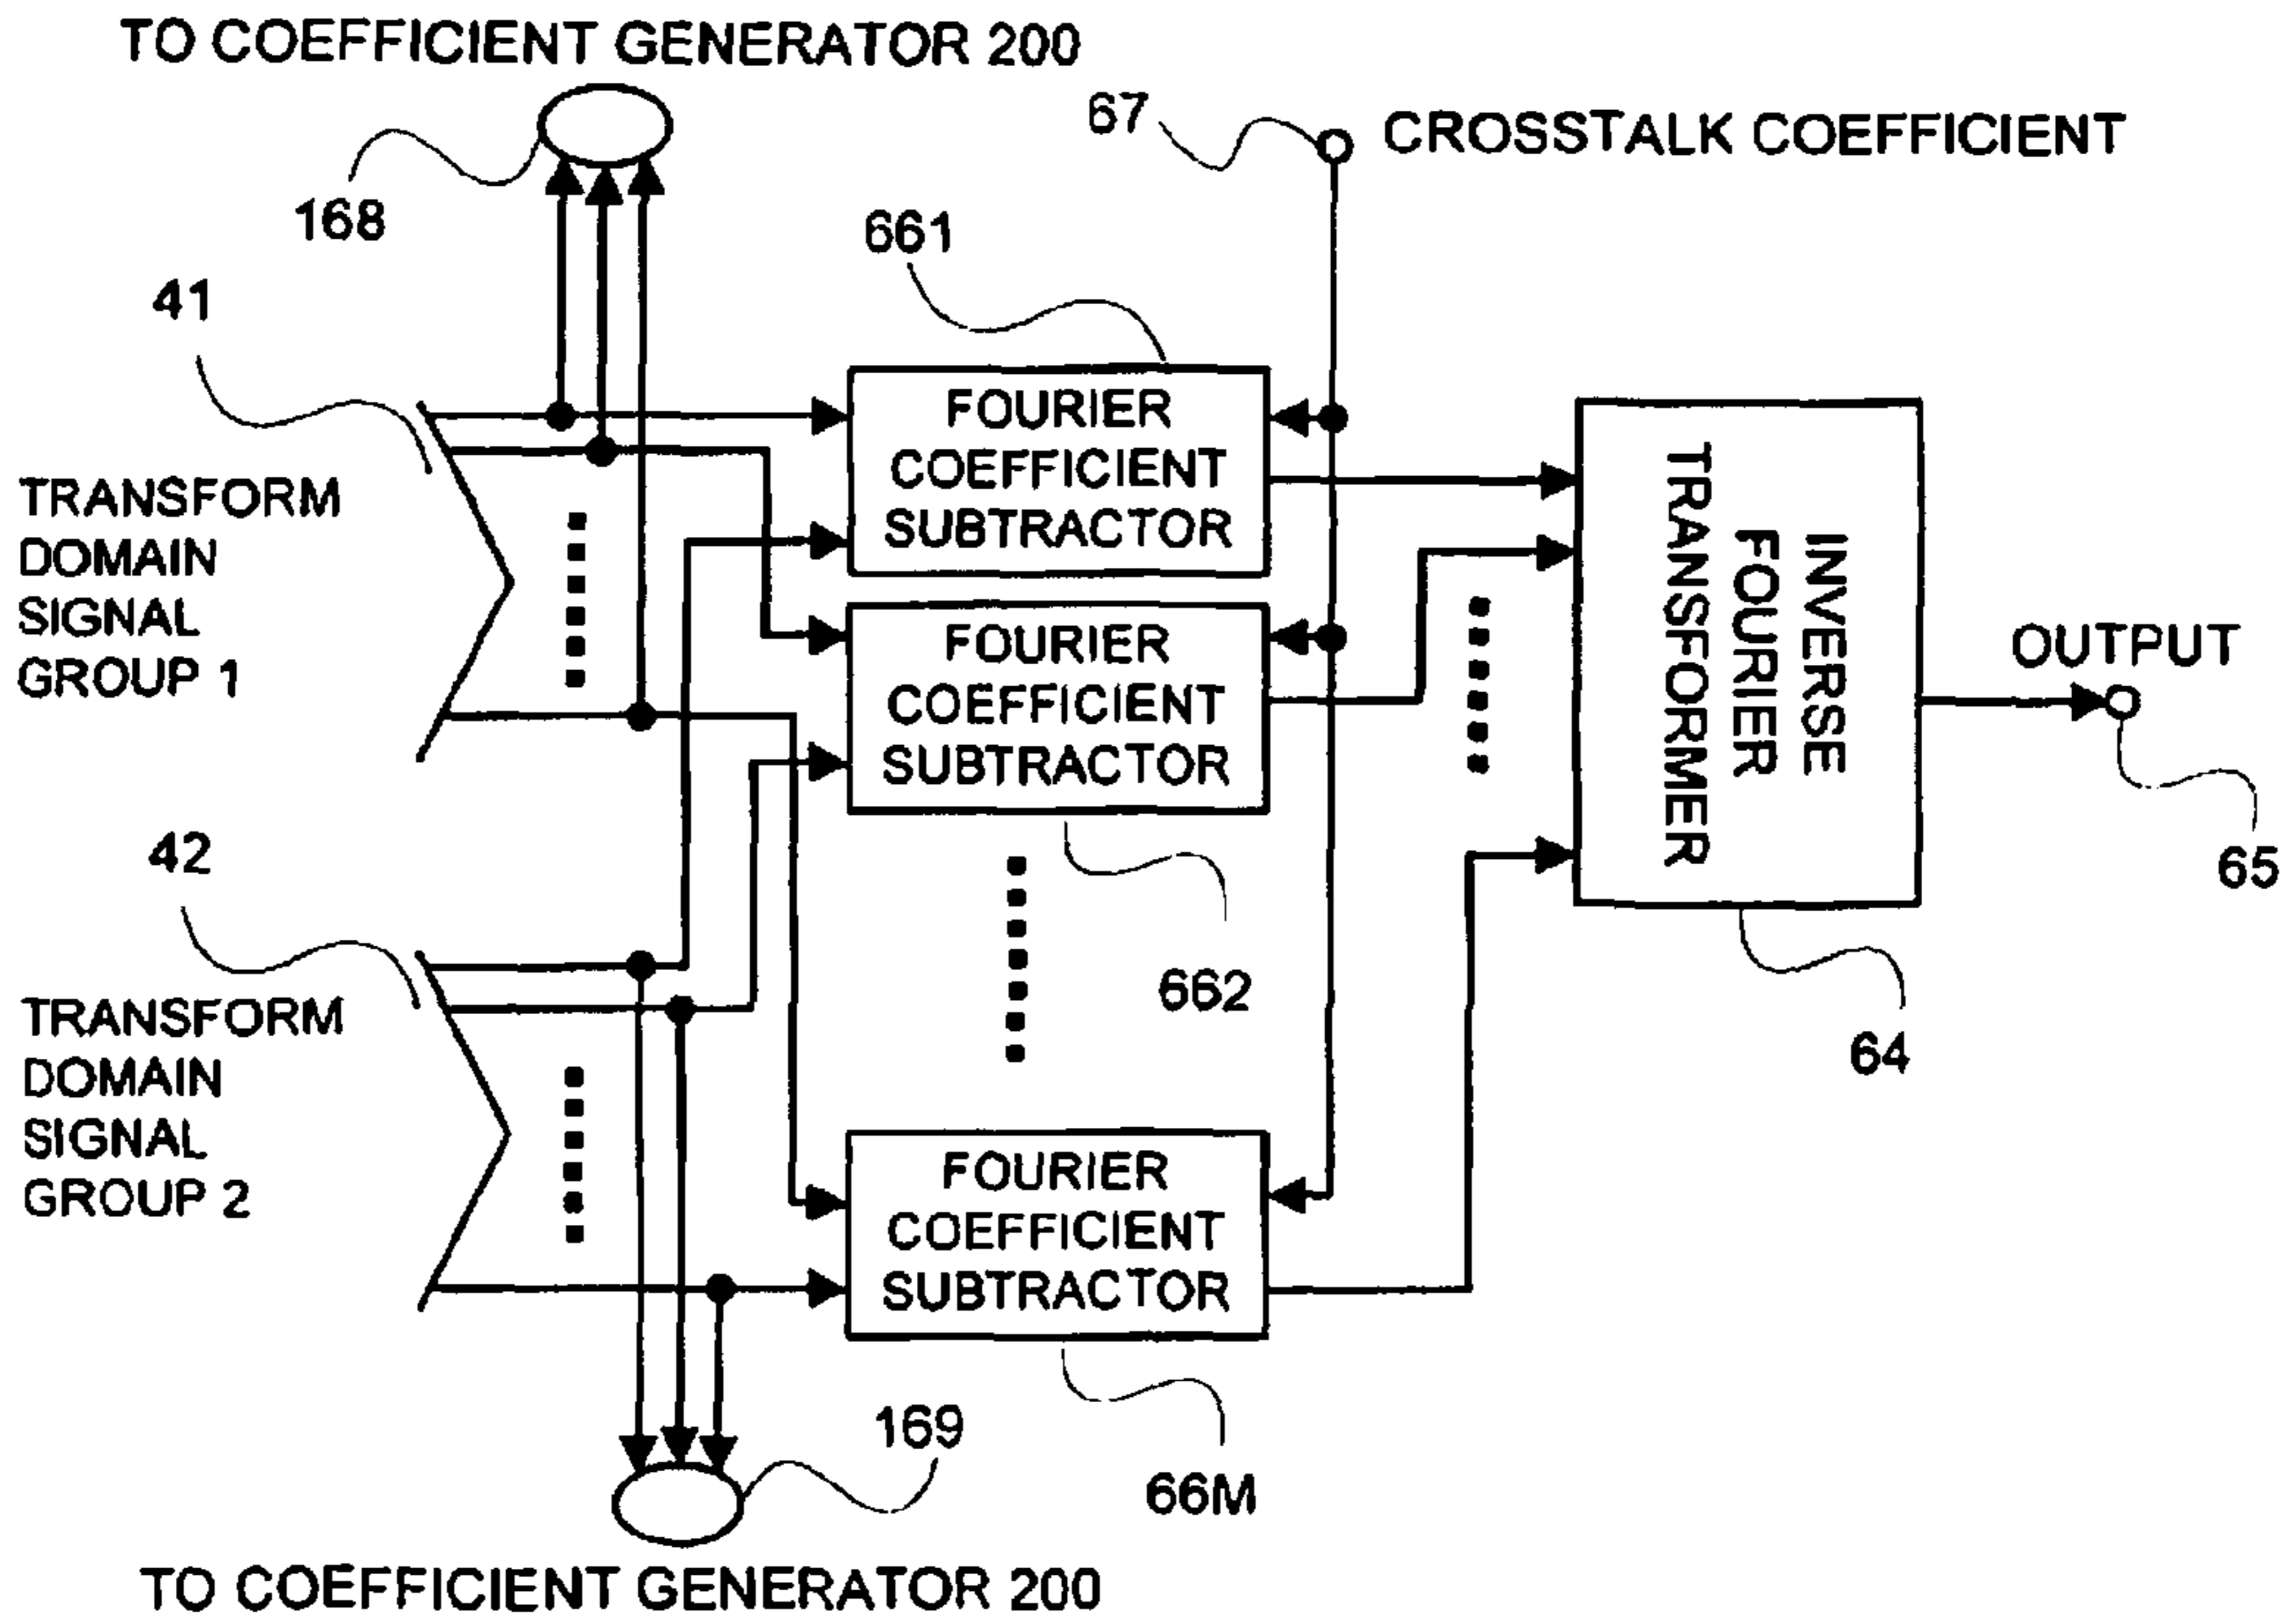 TO COEFFICIENT GENERATOR 200
67
CROSSTALK COEFFICIENT
168
661
41
TRANSFORM
DOMAIN
SIGNAL
GROUP 1
FOURIER
COEFFICIENT
SUBTRACTOR
FOURIER
COEFFICIENT
SUBTRACTOR
INVERSE
FOURIER
TRANSFORMER
OUTPUT
65
42
662
64
TRANSFORM
DOMAIN
SIGNAL
GROUP 2
FOURIER
COEFFICIENT
SUBTRACTOR
169
66M
TO COEFFICIENT GENERATOR 200